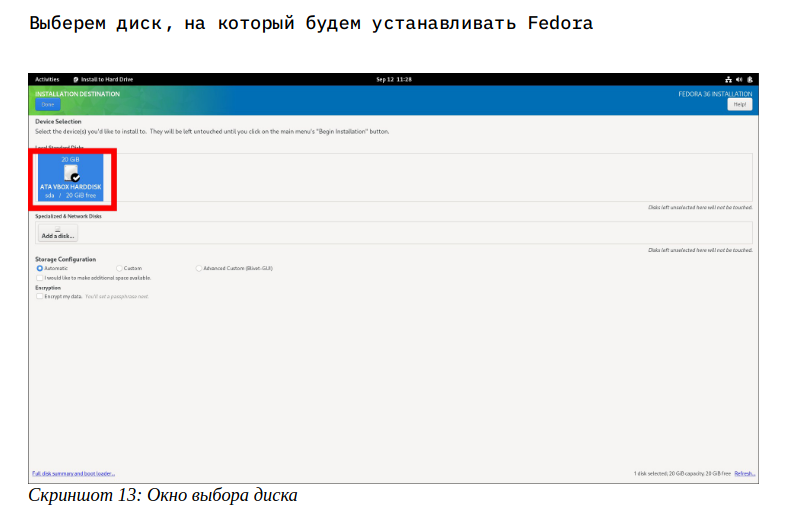 Выберем диск, на который будем устанавливать Fedora
Activities Install to Hard Drive Sep 12 11:28
INSTALLATION DESTINATION FEDORA 36 INSTALLATION
Done Help!
Device Selection
Select the device(s) you'd like to install to. They will be left untouched until you click on the main menu's "Begin Installation" button.
Local Standard Disks
20 GiB
ATA VBOX HARDDISK
sda / 20 GiB free
Disks left unselected here will not be touched.
Specialized & Network Disks
Add a disk...
Disks left unselected here will not be touched.
Storage Configuration
Automatic Custom Advanced Custom (Blivet-GUI)
I would like to make additional space available.
Encryption
Encrypt my data. You'll set a passphrase next.
Full disk summary and boot loader... 1 disk selected; 20 GiB capacity; 20 GiB free Refresh...
Скриншот 13: Окно выбора диска